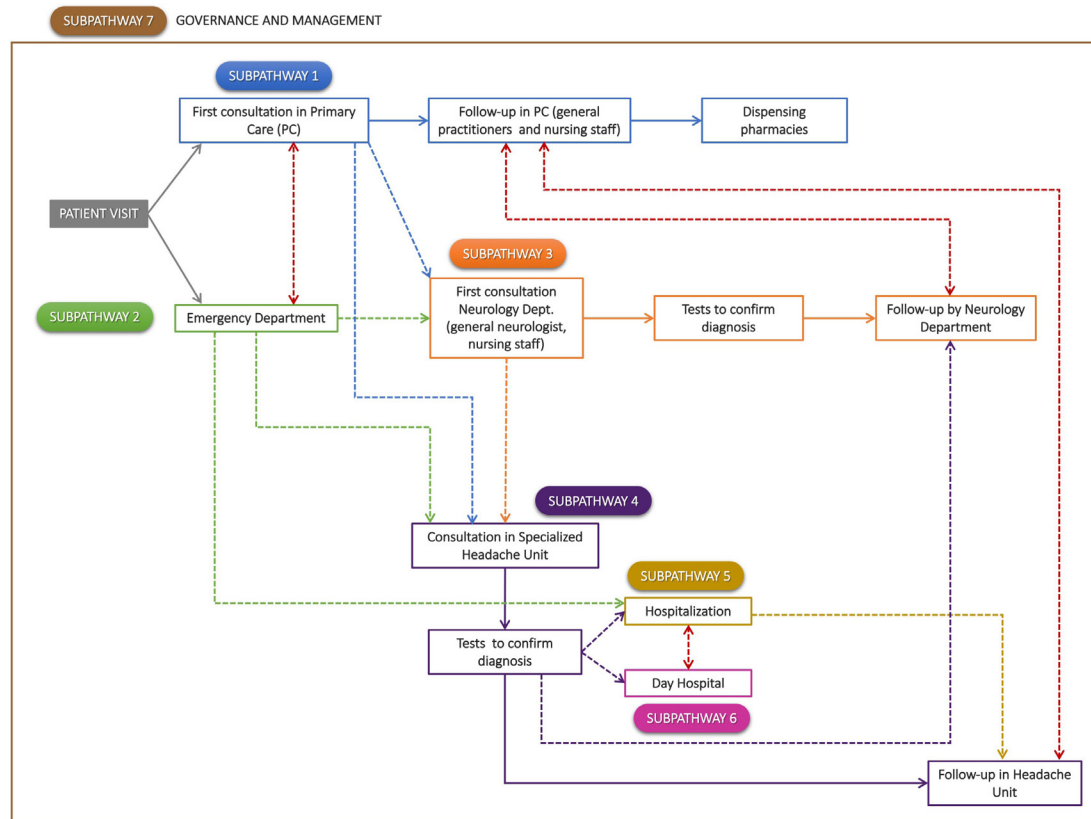 SUBPATHWAY 7
GOVERNANCE AND MANAGEMENT
SUBPATHWAY 1
First consultation in Primary
Care (PC)
Follow-up in PC (general
practitioners and nursing staff)
Dispensing
pharmacies
PATIENT VISIT
SUBPATHWAY 3
SUBPATHWAY 2
Emergency Department
First consultation
Neurology Dept.
(general neurologist,
nursing staff)
Tests to confirm
diagnosis
Follow-up by Neurology
Department
SUBPATHWAY 4
Consultation in Specialized
Headache Unit
SUBPATHWAY 5
Hospitalization
Tests to confirm
diagnosis
Day Hospital
SUBPATHWAY 6
Follow-up in Headache
Unit